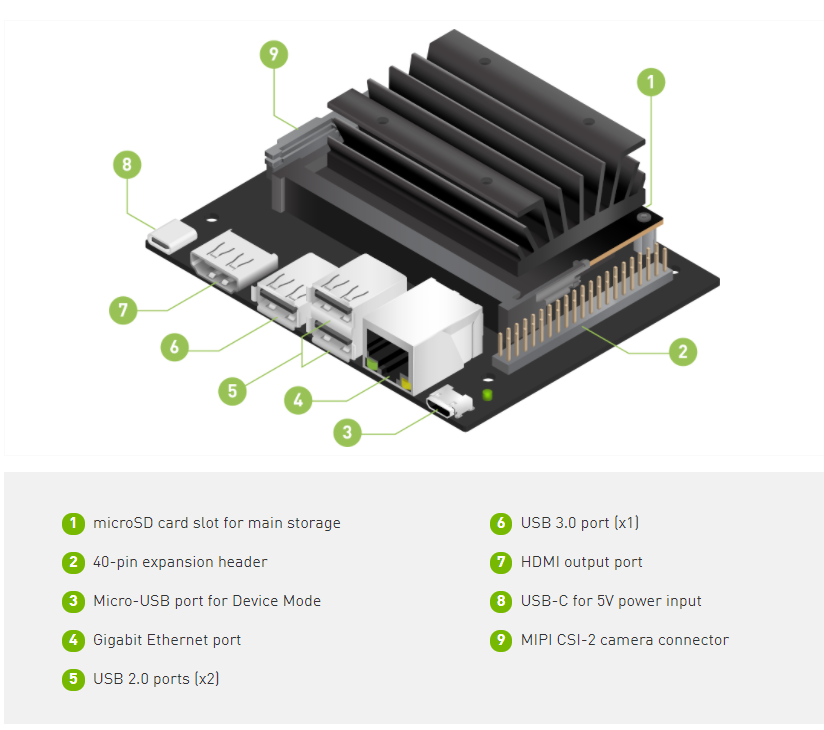 9
1
8
7
6
5
4
3
2
1 microSD card slot for main storage
2 40-pin expansion header
3 Micro-USB port for Device Mode
4 Gigabit Ethernet port
5 USB 2.0 ports (x2)
6 USB 3.0 port (x1)
7 HDMI output port
8 USB-C for 5V power input
9 MIPI CSI-2 camera connector